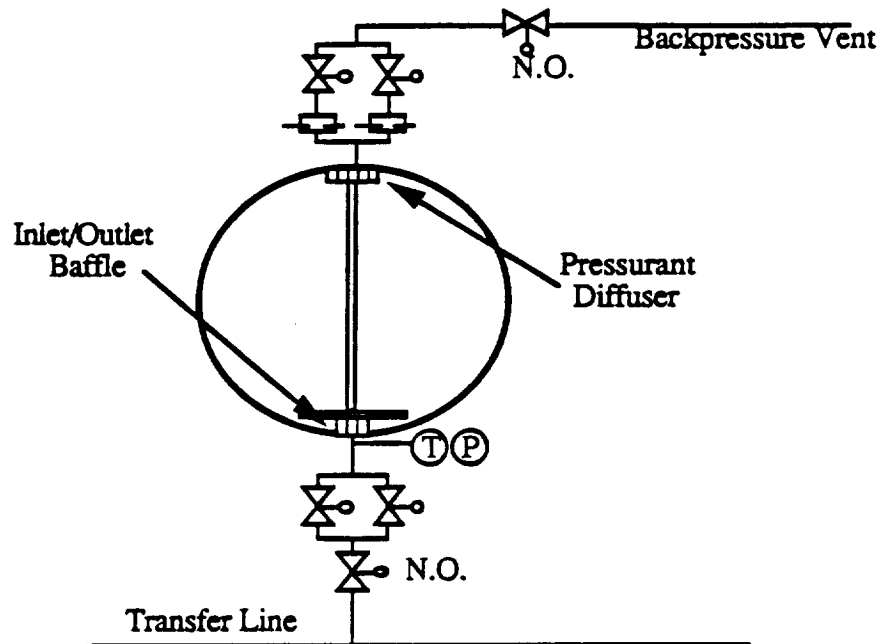 Backpressure Vent
N.O.
Inlet/Outlet
Baffle
Pressurant
Diffuser
T P
N.O.
Transfer Line